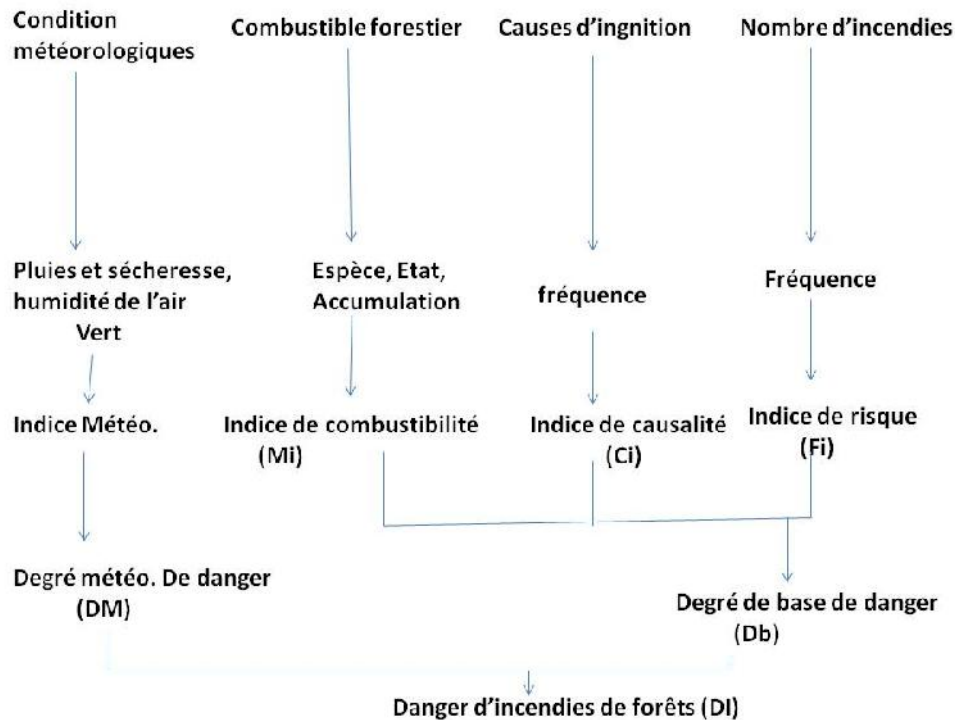 Condition
météorologiques
Combustible forestier
Causes d'ingnition
Nombre d'incendies
Pluies et sécheresse,
humidité de l'air
Vert
Espèce, Etat,
Accumulation
fréquence
Fréquence
Indice Météo.
Indice de combustibilité
(Mi)
Indice de causalité
(Ci)
Indice de risque
(Fi)
Degré météo. De danger
(DM)
Degré de base de danger
(Db)
Danger d'incendies de forêts (DI)